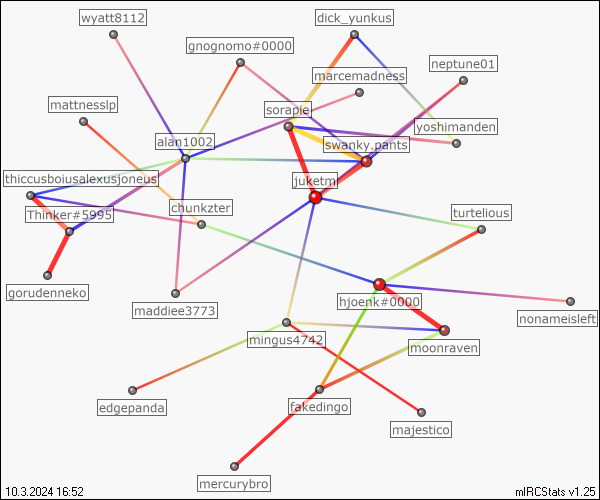 wyatt8112
dick_yunkus
gnognomo#0000
neptune01
marcemadness
mattnesslp
sorapie
yoshimanden
alan1002
swanky.pants
thiccusboiusalexusjoneus
juketm
chunkzter
Thinker#5995
turtelious
gorudenneko
maddiee3773
hjoenk#0000
nonameisleft
mingus4742
moonraven
edgepanda
fakedingo
majestico
mercurybro
10.3.2024 16:52
mIRCStats v1.25